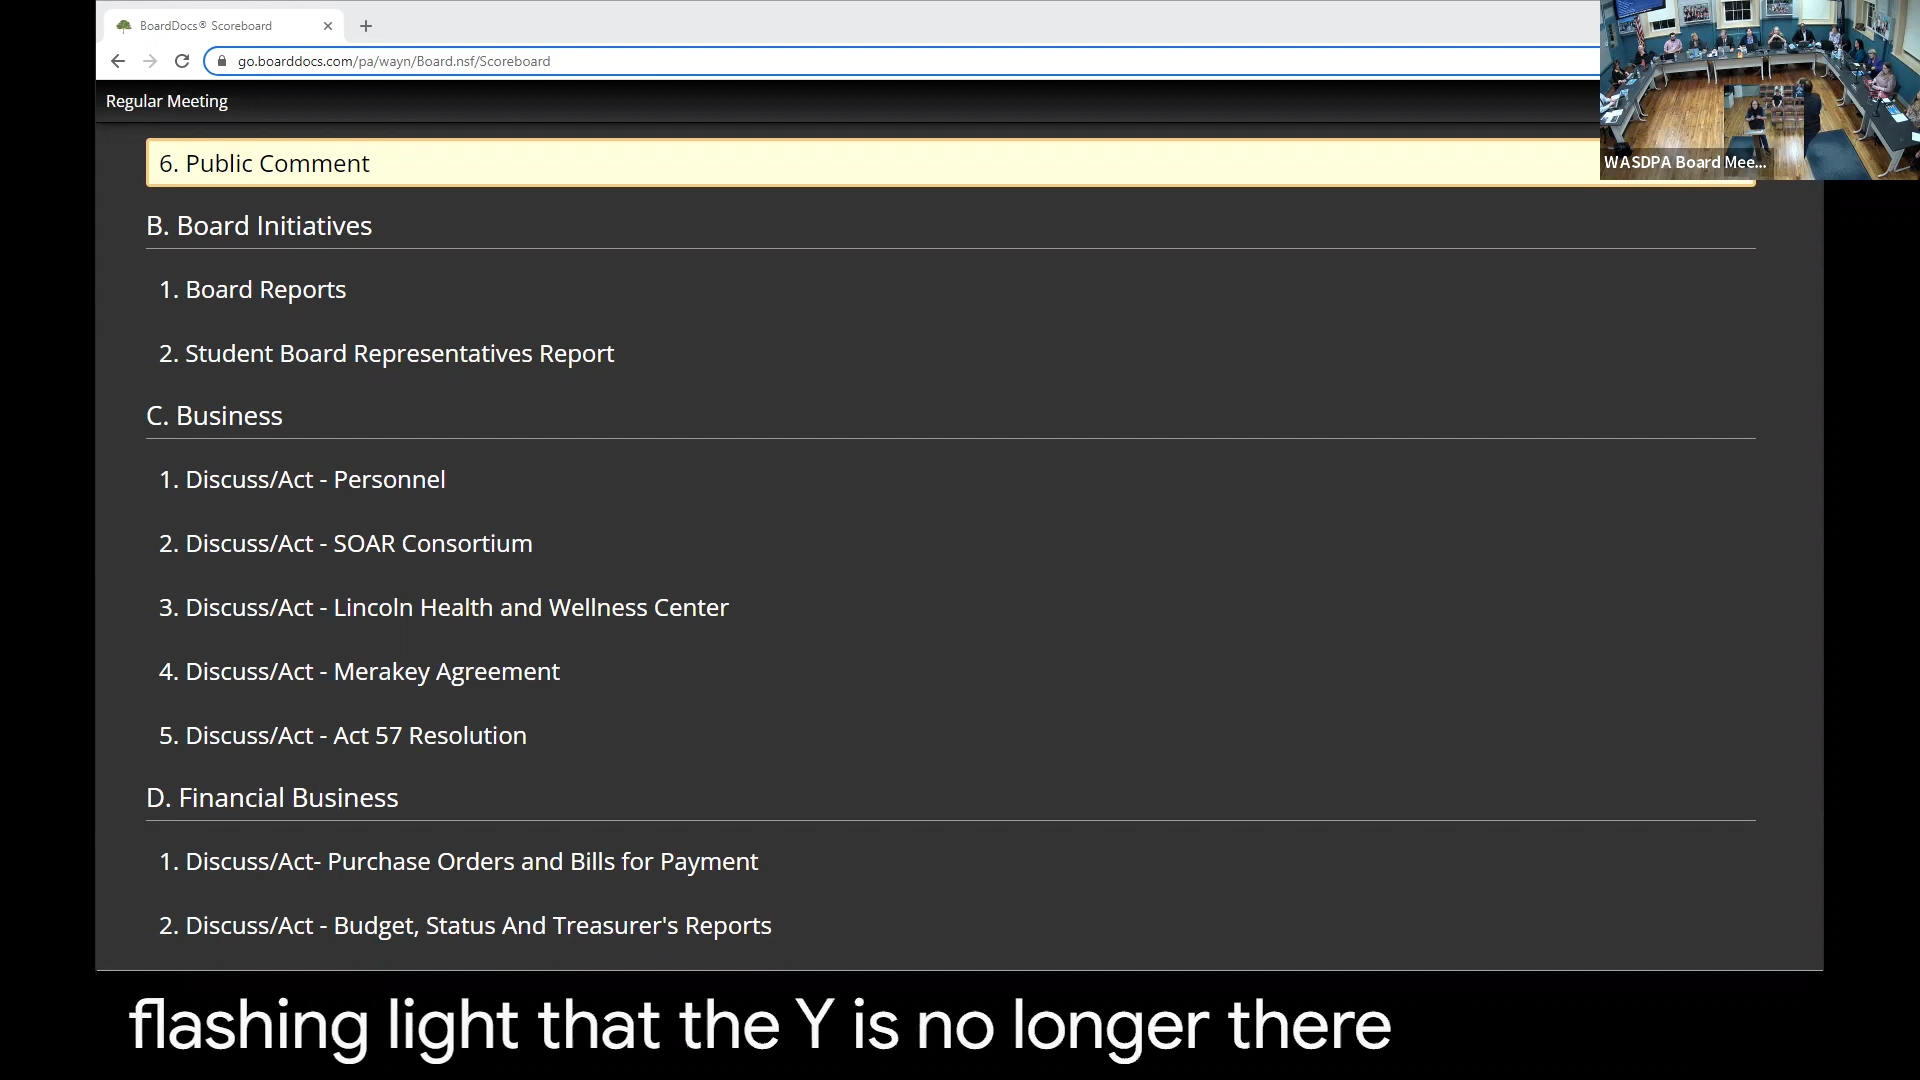 BoardDocs® Scoreboard
go.boarddocs.com/pa/wayn/Board.nsf/Scoreboard
Regular Meeting
WASDPA Board Mee...
6. Public Comment
B. Board Initiatives
1. Board Reports
2. Student Board Representatives Report
C. Business
1. Discuss/Act - Personnel
2. Discuss/Act - SOAR Consortium
3. Discuss/Act - Lincoln Health and Wellness Center
4. Discuss/Act - Merakey Agreement
5. Discuss/Act - Act 57 Resolution
D. Financial Business
1. Discuss/Act- Purchase Orders and Bills for Payment
2. Discuss/Act - Budget, Status And Treasurer's Reports
flashing light that the Y is no longer there